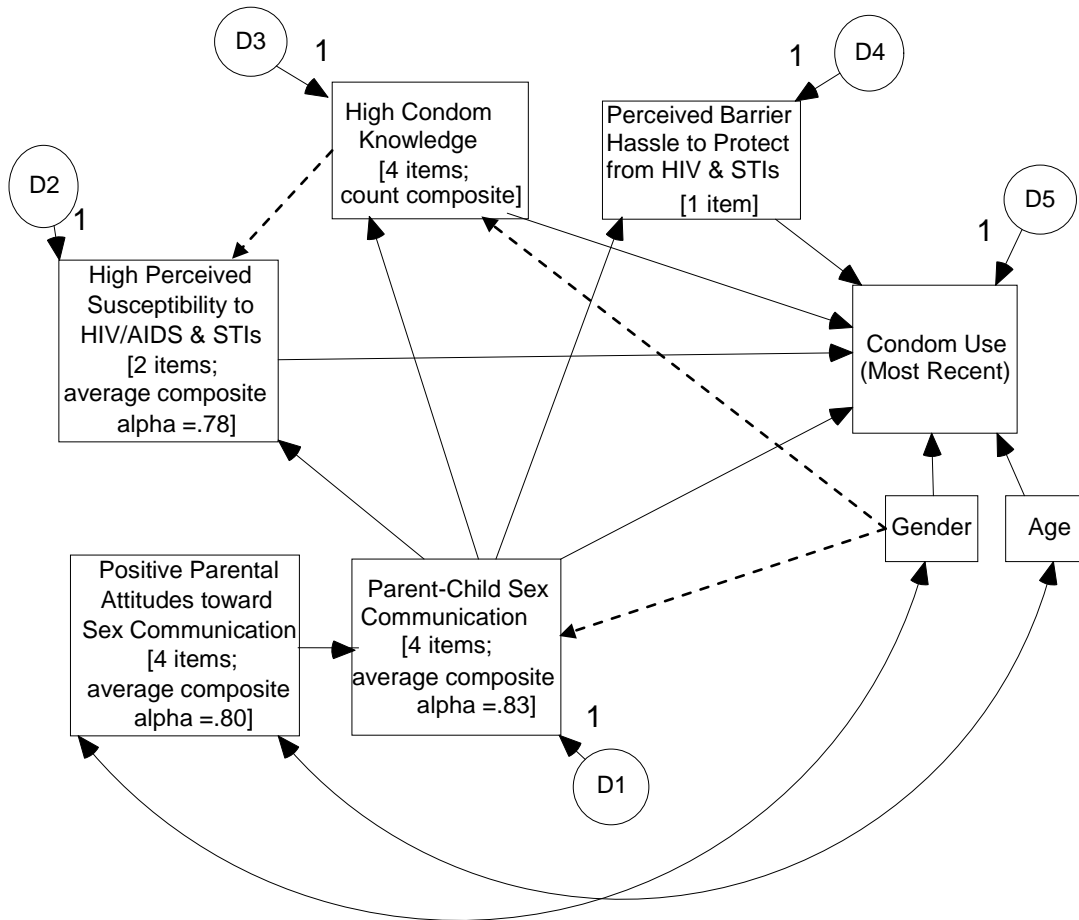 D3
1
D4
1
High Condom
Knowledge
[4 items;
count composite]
Perceived Barrier
Hassle to Protect
from HIV & STIs
[1 item]
D2
1
D5
1
High Perceived
Susceptibility to
HIV/AIDS & STIs
[2 items;
average composite
alpha =.78]
Condom Use
(Most Recent)
Gender
Age
Positive Parental
Attitudes toward
Sex Communication
[4 items;
average composite
alpha =.80]
Parent-Child Sex
Communication
[4 items;
average composite
alpha =.83]
1
D1